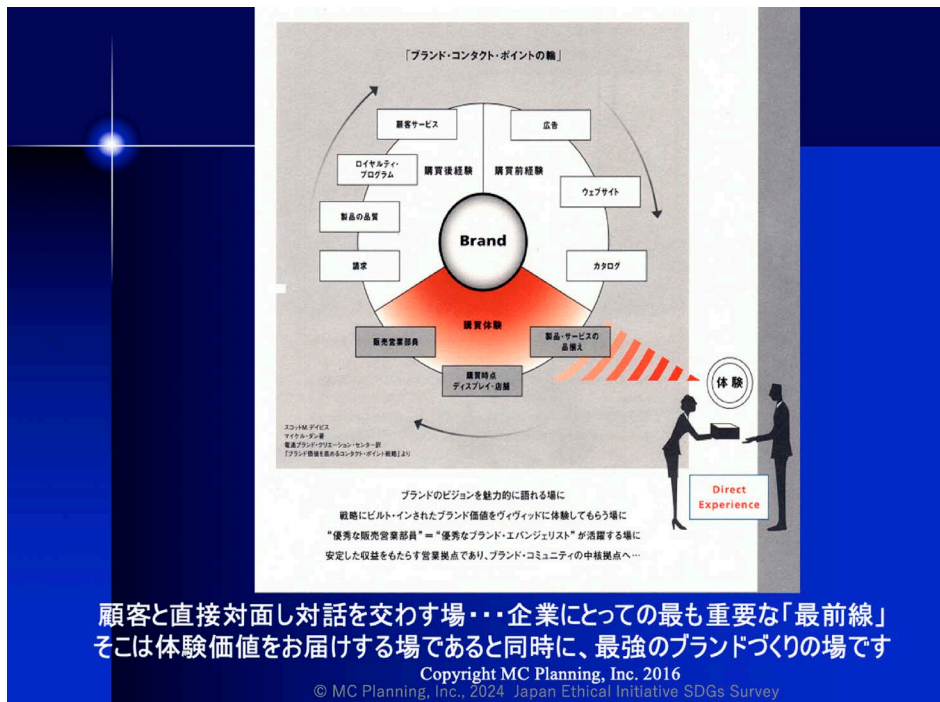 「ブランド・コンタクト・ポイントの輪」
顧客サービス
広告
ロイヤルティ・
プログラム
購買後経験
購買前経験
ウェブサイト
製品の品質
Brand
請求
カタログ
購買体験
販売営業部員
製品・サービスの
品揃え
購買時点
ディスプレイ・店舗
体験
スコットM.デイビス
マイケル・ダン著
電通ブランド・クリエーション・センター訳
『ブランド価値を高めるコンタクト・ポイント戦略』より
Direct
Experience
ブランドのビジョンを魅力的に語れる場に
戦略にビルト・インされたブランド価値をヴィヴィッドに体験してもらう場に
“優秀な販売営業部員”＝“優秀なブランド・エバンジェリスト”が活躍する場に
安定した収益をもたらす営業拠点であり、ブランド・コミュニティの中核拠点へ…
顧客と直接対面し対話を交わす場・・・企業にとっての最も重要な「最前線」
そこは体験価値をお届けする場であると同時に、最強のブランドづくりの場です
Copyright MC Planning, Inc. 2016
© MC Planning, Inc., 2024 Japan Ethical Initiative SDGs Survey